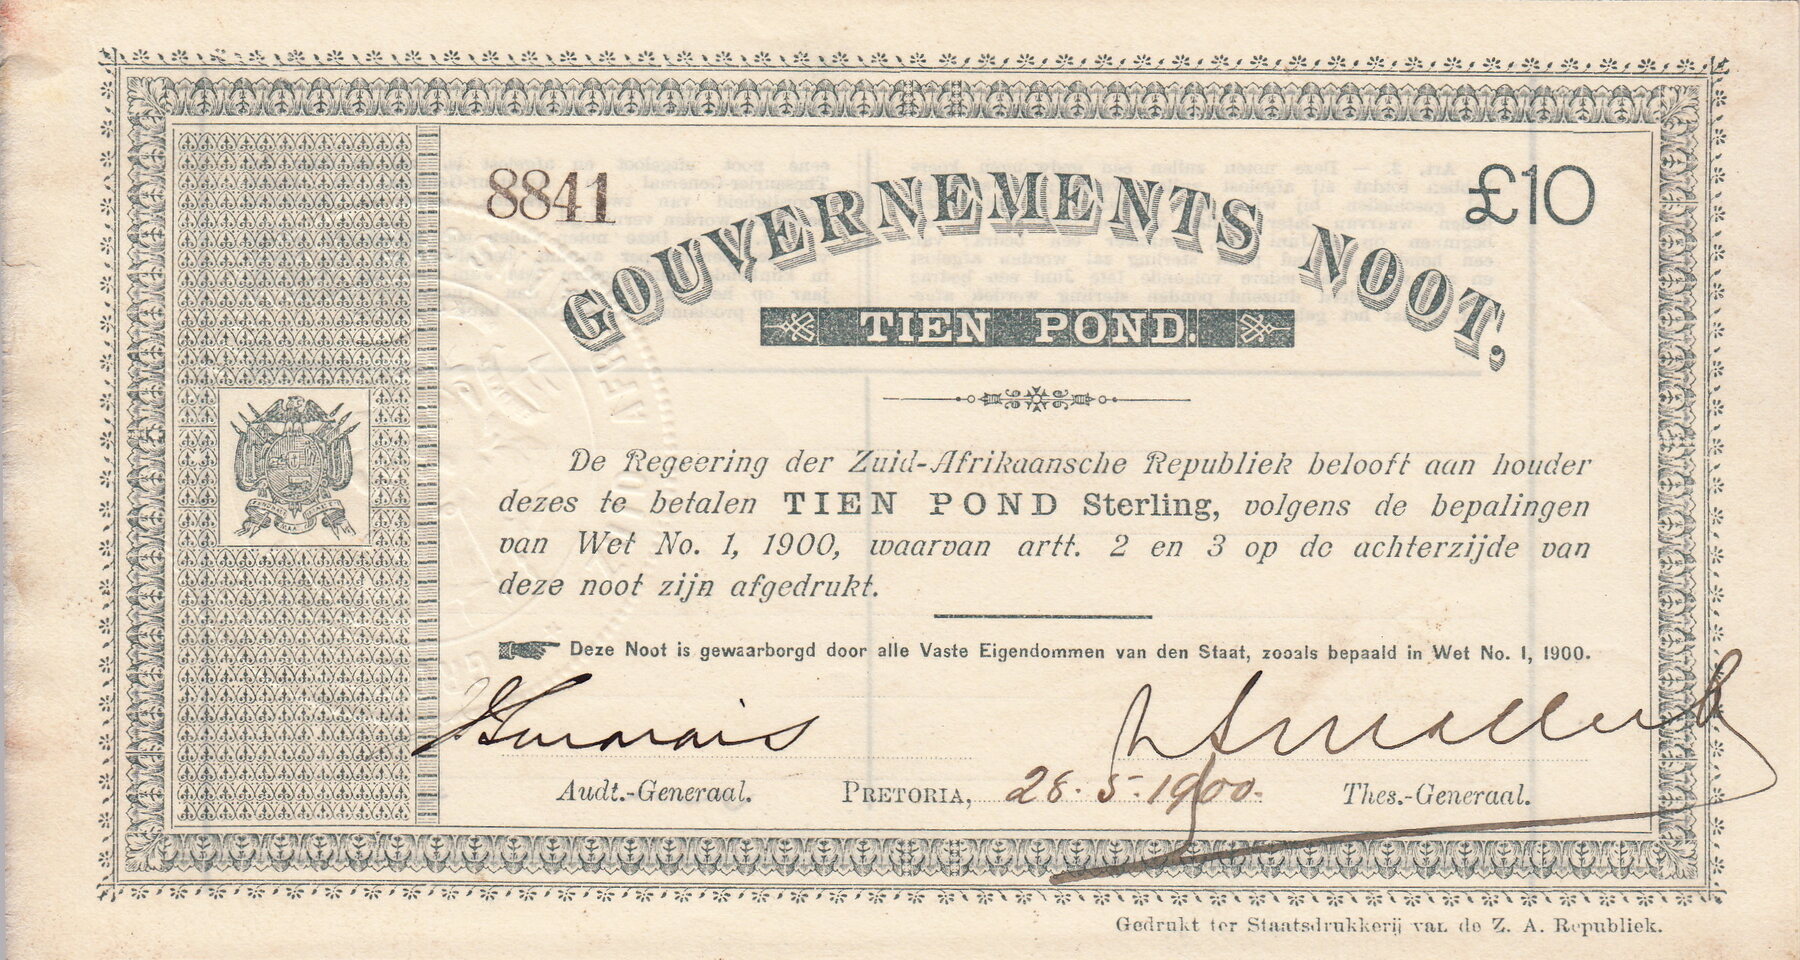 8841
£10
GOUVERNEMENTS NOOT,
TIEN POND.
De Regeering der Zuid-Afrikaansche Republiek belooft aan houder
dezes te betalen TIEN POND Sterling, volgens de bepalingen
van Wet No. 1, 1900, waarvan artt. 2 en 3 op de achterzijde van
deze noot zijn afgedrukt.
Deze Noot is gewaarborgd door alle Vaste Eigendommen van den Staat, zooals bepaald in Wet No. 1, 1900.
Audt.-Generaal.
PRETORIA, 28.5.1900.
Thes.-Generaal.
Gedrukt ter Staatsdrukkerij van de Z. A. Republiek.